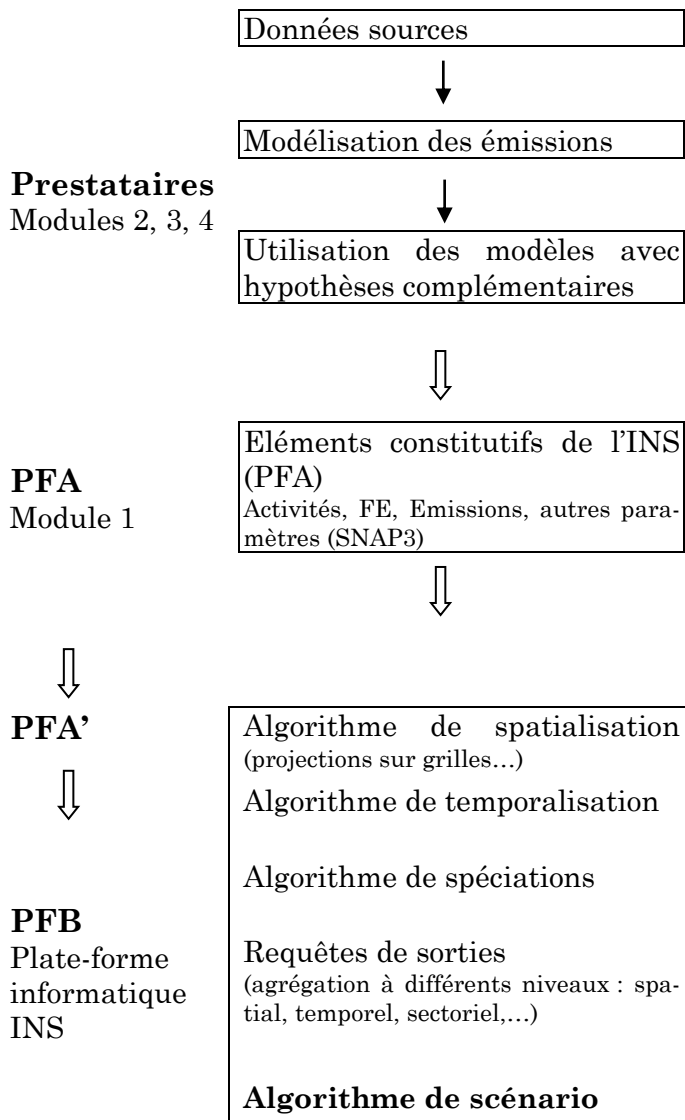 Données sources
Modélisation des émissions
Prestataires
Modules 2, 3, 4
Utilisation des modèles avec
hypothèses complémentaires
Eléments constitutifs de l'INS
(PFA)
Activités, FE, Emissions, autres para-
mètres (SNAP3)
PFA
Module 1
PFA’
Algorithme de spatialisation
(projections sur grilles…)
Algorithme de temporalisation
Algorithme de spéciations
PFB
Plate-forme
informatique
INS
Requêtes de sorties
(agrégation à différents niveaux : spa-
tial, temporel, sectoriel,…)
Algorithme de scénario